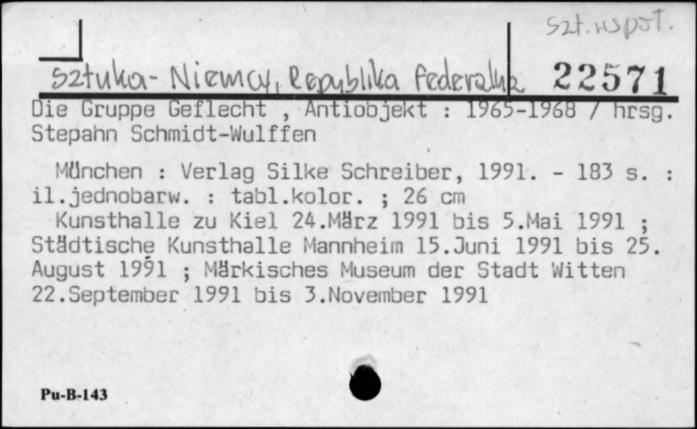 szt. współ.
sztuka - Niemcy, Republika Federalna 22571
Die Gruppe Geflecht , Antiobjekt : 1965-1968 / hrsg.
Stepahn Schmidt-Wulffen
München : Verlag Silke Schreiber, 1991. - 183 s. :
il.jednobarw. : tabl.kolor. ; 26 cm
Kunsthalle zu Kiel 24.März 1991 bis 5.Mai 1991 ;
Städtische Kunsthalle Mannheim 15.Juni 1991 bis 25.
August 1991 ; Märkisches Museum der Stadt Witten
22.September 1991 bis 3.November 1991
Pu-B-143